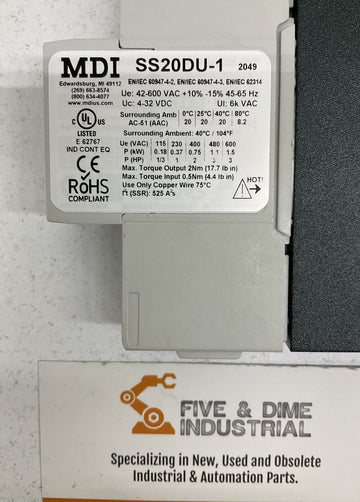 MDI SS20DU-1 2049
Edwardsburg, MI 49112
(269) 663-8574
(800) 634-4077
www.mdius.com
EN/IEC 60947-4-2, EN/IEC 60947-4-3, EN/IEC 62314
Ue: 42-600 VAC +10% -15% 45-65 Hz
Uc: 4-32 VDC UI: 6k VAC
c UL US
LISTED
E 62767
IND CONT EQ
Surrounding Amb 0°C 25°C 40°C 80°C
AC-51 (AAC) 20 20 20 8.2
Surrounding Ambient: 40°C / 104°F
Ue (VAC) 115 230 400 480 600
P (kW) 0.18 0.37 0.75 1.1 1.5
P (HP) 1/3 1 2 3 3
Max. Torque Output 2Nm (17.7 lb in)
Max. Torque Input 0.5Nm (4.4 lb in)
Use Only Copper Wire 75°C
I²t (SSR): 525 A²s
HOT!
CE
RoHS
COMPLIANT
FIVE & DIME
INDUSTRIAL
Specializing in New, Used and Obsolete
Industrial & Automation Parts.